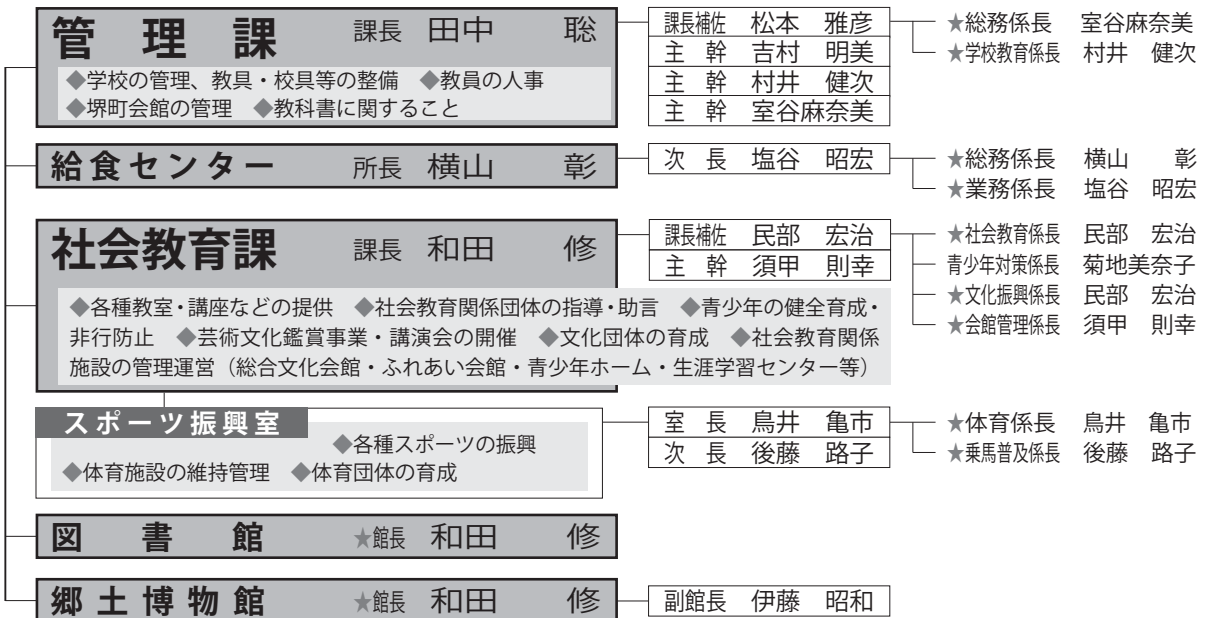 管理課 課長 田中 聡
◆学校の管理、教具・校具等の整備 ◆教員の人事
◆堺町会館の管理 ◆教科書に関すること
課長補佐 松本 雅彦
主幹 吉村 明美
主幹 村井 健次
主幹 室谷麻奈美
★総務係長 室谷麻奈美
★学校教育係長 村井 健次
給食センター 所長 横山 彰
次長 塩谷 昭宏
★総務係長 横山 彰
★業務係長 塩谷 昭宏
社会教育課 課長 和田 修
◆各種教室・講座などの提供 ◆社会教育関係団体の指導・助言 ◆青少年の健全育成・
非行防止 ◆芸術文化鑑賞事業・講演会の開催 ◆文化団体の育成 ◆社会教育関係
施設の管理運営（総合文化会館・ふれあい会館・青少年ホーム・生涯学習センター等）
課長補佐 民部 宏治
主幹 須甲 則幸
★社会教育係長 民部 宏治
青少年対策係長 菊地美奈子
★文化振興係長 民部 宏治
★会館管理係長 須甲 則幸
スポーツ振興室
◆各種スポーツの振興
◆体育施設の維持管理 ◆体育団体の育成
室長 鳥井 亀市
次長 後藤 路子
★体育係長 鳥井 亀市
★乗馬普及係長 後藤 路子
図書館 ★館長 和田 修
郷土博物館 ★館長 和田 修
副館長 伊藤 昭和